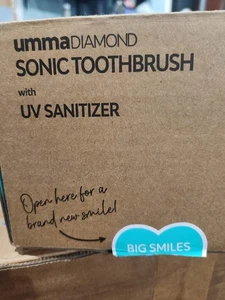 ummaDIAMOND
SONIC TOOTHBRUSH
with
UV SANITIZER
Open here for a
brand new smile!
BIG SMILES